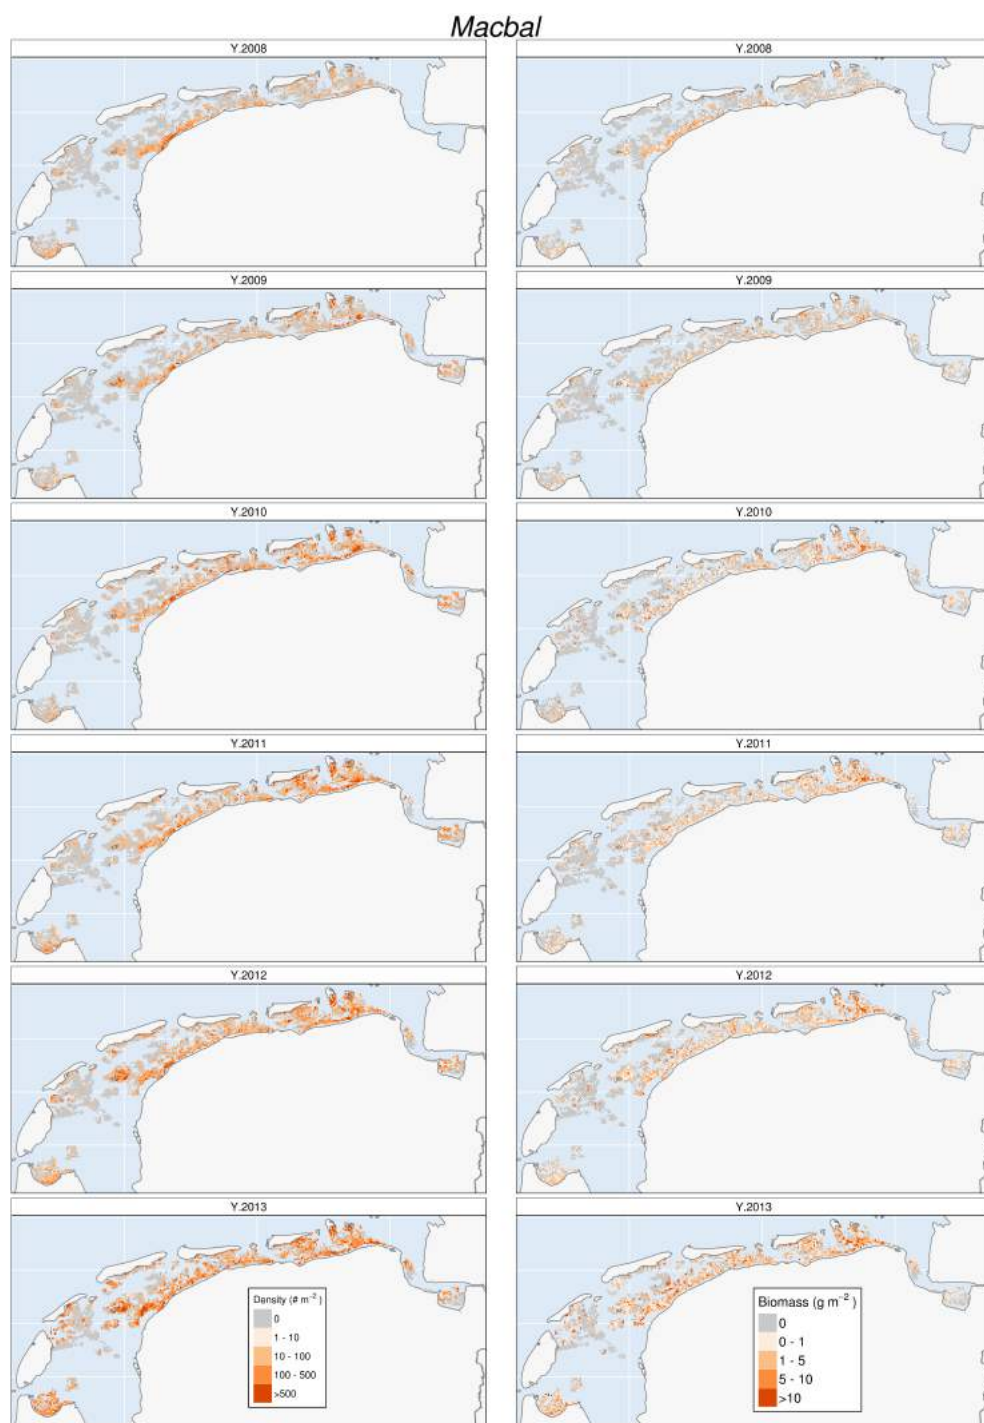 Macbal
Y.2008
Y.2008
Y.2009
Y.2009
Y.2010
Y.2010
Y.2011
Y.2011
Y.2012
Y.2012
Y.2013
Y.2013
Density (# m⁻²)
0
1 - 10
10 - 100
100 - 500
>500
Biomass (g m⁻²)
0
0 - 1
1 - 5
5 - 10
>10